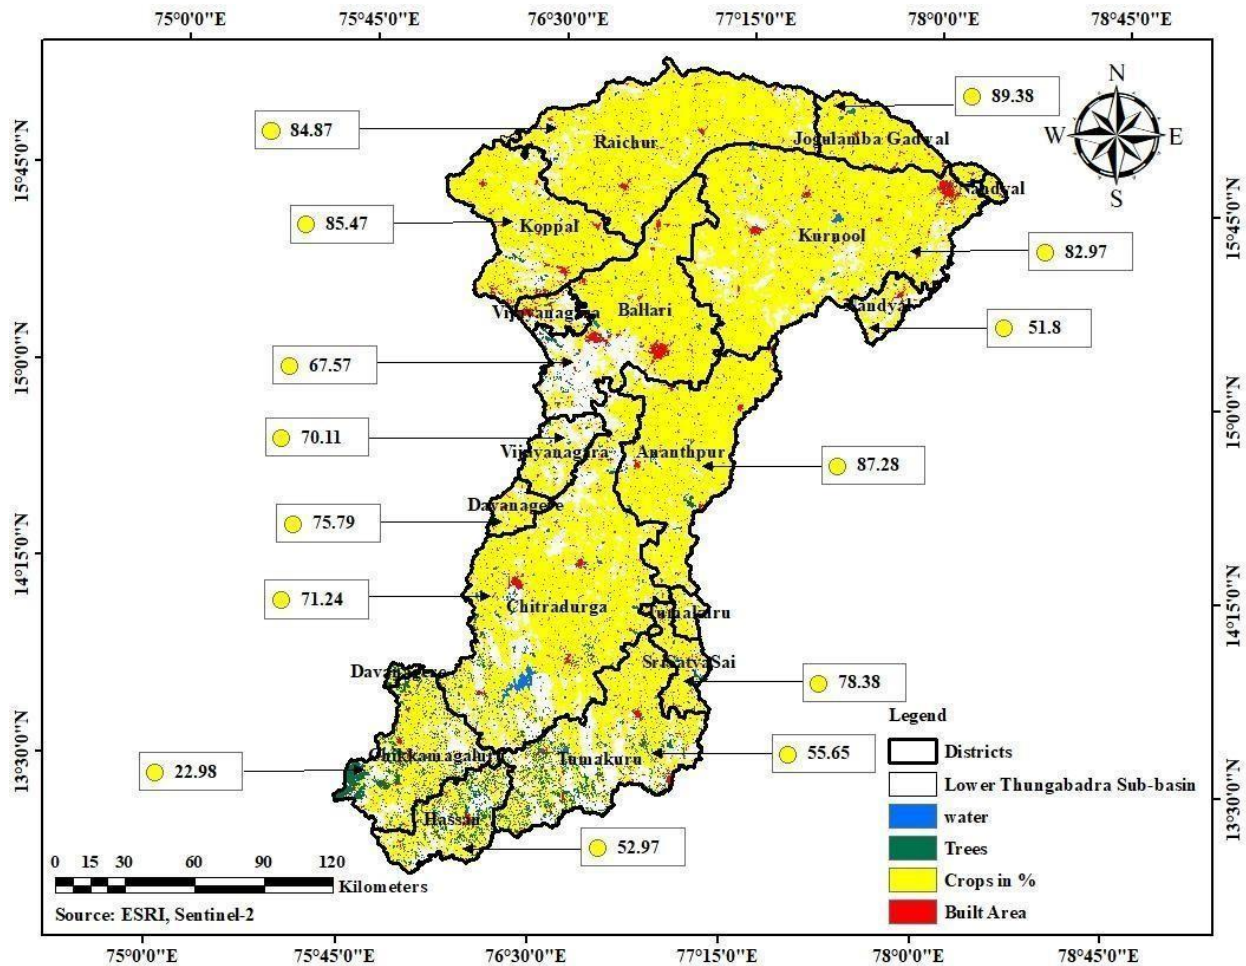 75°0'0"E 75°45'0"E 76°30'0"E 77°15'0"E 78°0'0"E 78°45'0"E
N
W E
S
89.38
84.87
Raichur
Jogulamba Gadwal
15°45'0"N
Nandyal
15°45'0"N
85.47
Koppal
Kurnool
82.97
Vijayanagara
Ballari
Nandyal
51.8
15°0'0"N
67.57
15°0'0"N
70.11
Vijayanagara
Ananthpur
87.28
Davanagere
75.79
14°15'0"N
71.24
Chitradurga
Tumakuru
14°15'0"N
Davanagere
Sri Satya Sai
78.38
Legend
Districts
Lower Thungabadra Sub-basin
water
Trees
Crops in %
Built Area
13°30'0"N
22.98
Chikkamagaluru
Tumakuru
55.65
13°30'0"N
Hassan
52.97
0 15 30 60 90 120
Kilometers
Source: ESRI, Sentinel-2
75°0'0"E 75°45'0"E 76°30'0"E 77°15'0"E 78°0'0"E 78°45'0"E